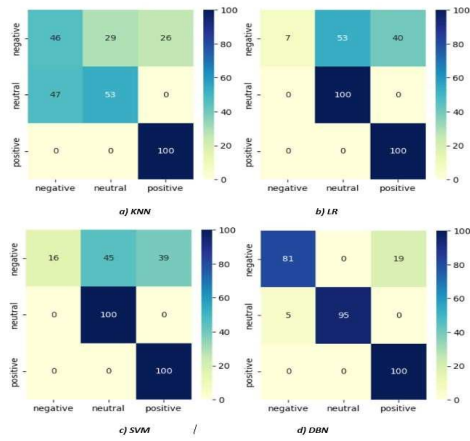 negative 46 29 26
neutral 47 53 0
positive 0 0 100
negative neutral positive
100
80
60
40
20
0
a) KNN
negative 7 53 40
neutral 0 100 0
positive 0 0 100
negative neutral positive
100
80
60
40
20
0
b) LR
negative 16 45 39
neutral 0 100 0
positive 0 0 100
negative neutral positive
100
80
60
40
20
0
c) SVM /
negative 81 0 19
neutral 5 95 0
positive 0 0 100
negative neutral positive
100
80
60
40
20
0
d) DBN